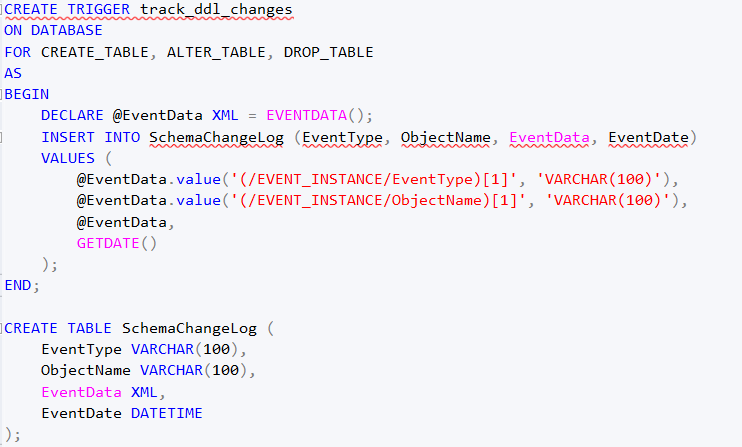 CREATE TRIGGER track_ddl_changes
ON DATABASE
FOR CREATE_TABLE, ALTER_TABLE, DROP_TABLE
AS
BEGIN
    DECLARE @EventData XML = EVENTDATA();
    INSERT INTO SchemaChangeLog (EventType, ObjectName, EventData, EventDate)
    VALUES (
        @EventData.value('(/EVENT_INSTANCE/EventType)[1]', 'VARCHAR(100)'),
        @EventData.value('(/EVENT_INSTANCE/ObjectName)[1]', 'VARCHAR(100)'),
        @EventData,
        GETDATE()
    );
END;

CREATE TABLE SchemaChangeLog (
    EventType VARCHAR(100),
    ObjectName VARCHAR(100),
    EventData XML,
    EventDate DATETIME
);